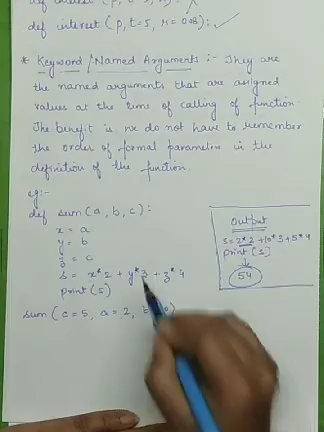 def interest (p, t=5, r = 0.08):
* Keyword / Named Arguments :- They are
the named arguments that are assigned
values at the time of calling of function.
The benefit is, we do not have to remember
the order of formal parameters in the
definition of the function.
eg:-
def sum(a, b, c):
x = a
y = b
z = c
s = x*2 + y*3 + z*4
print(s)
sum (c = 5, a = 2, b
Output
s = 2*2 + 10*3 + 5*4
print (s)
54